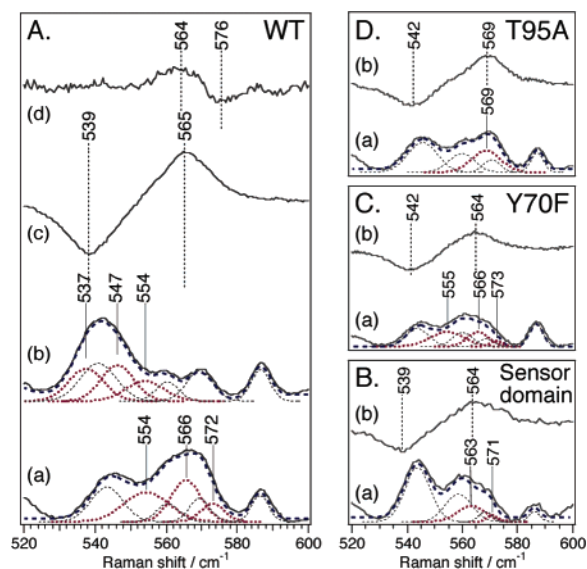 A. WT
564
576
(d)
539
565
(c)
537
547
554
(b)
554
566
572
(a)
520 540 560 580 600
Raman shift / cm-1
D. T95A
542
569
(b)
569
(a)
C. Y70F
542
564
(b)
555
566
573
(a)
B. Sensor
domain
539
564
(b)
563
571
(a)
520 540 560 580 600
Raman shift / cm-1